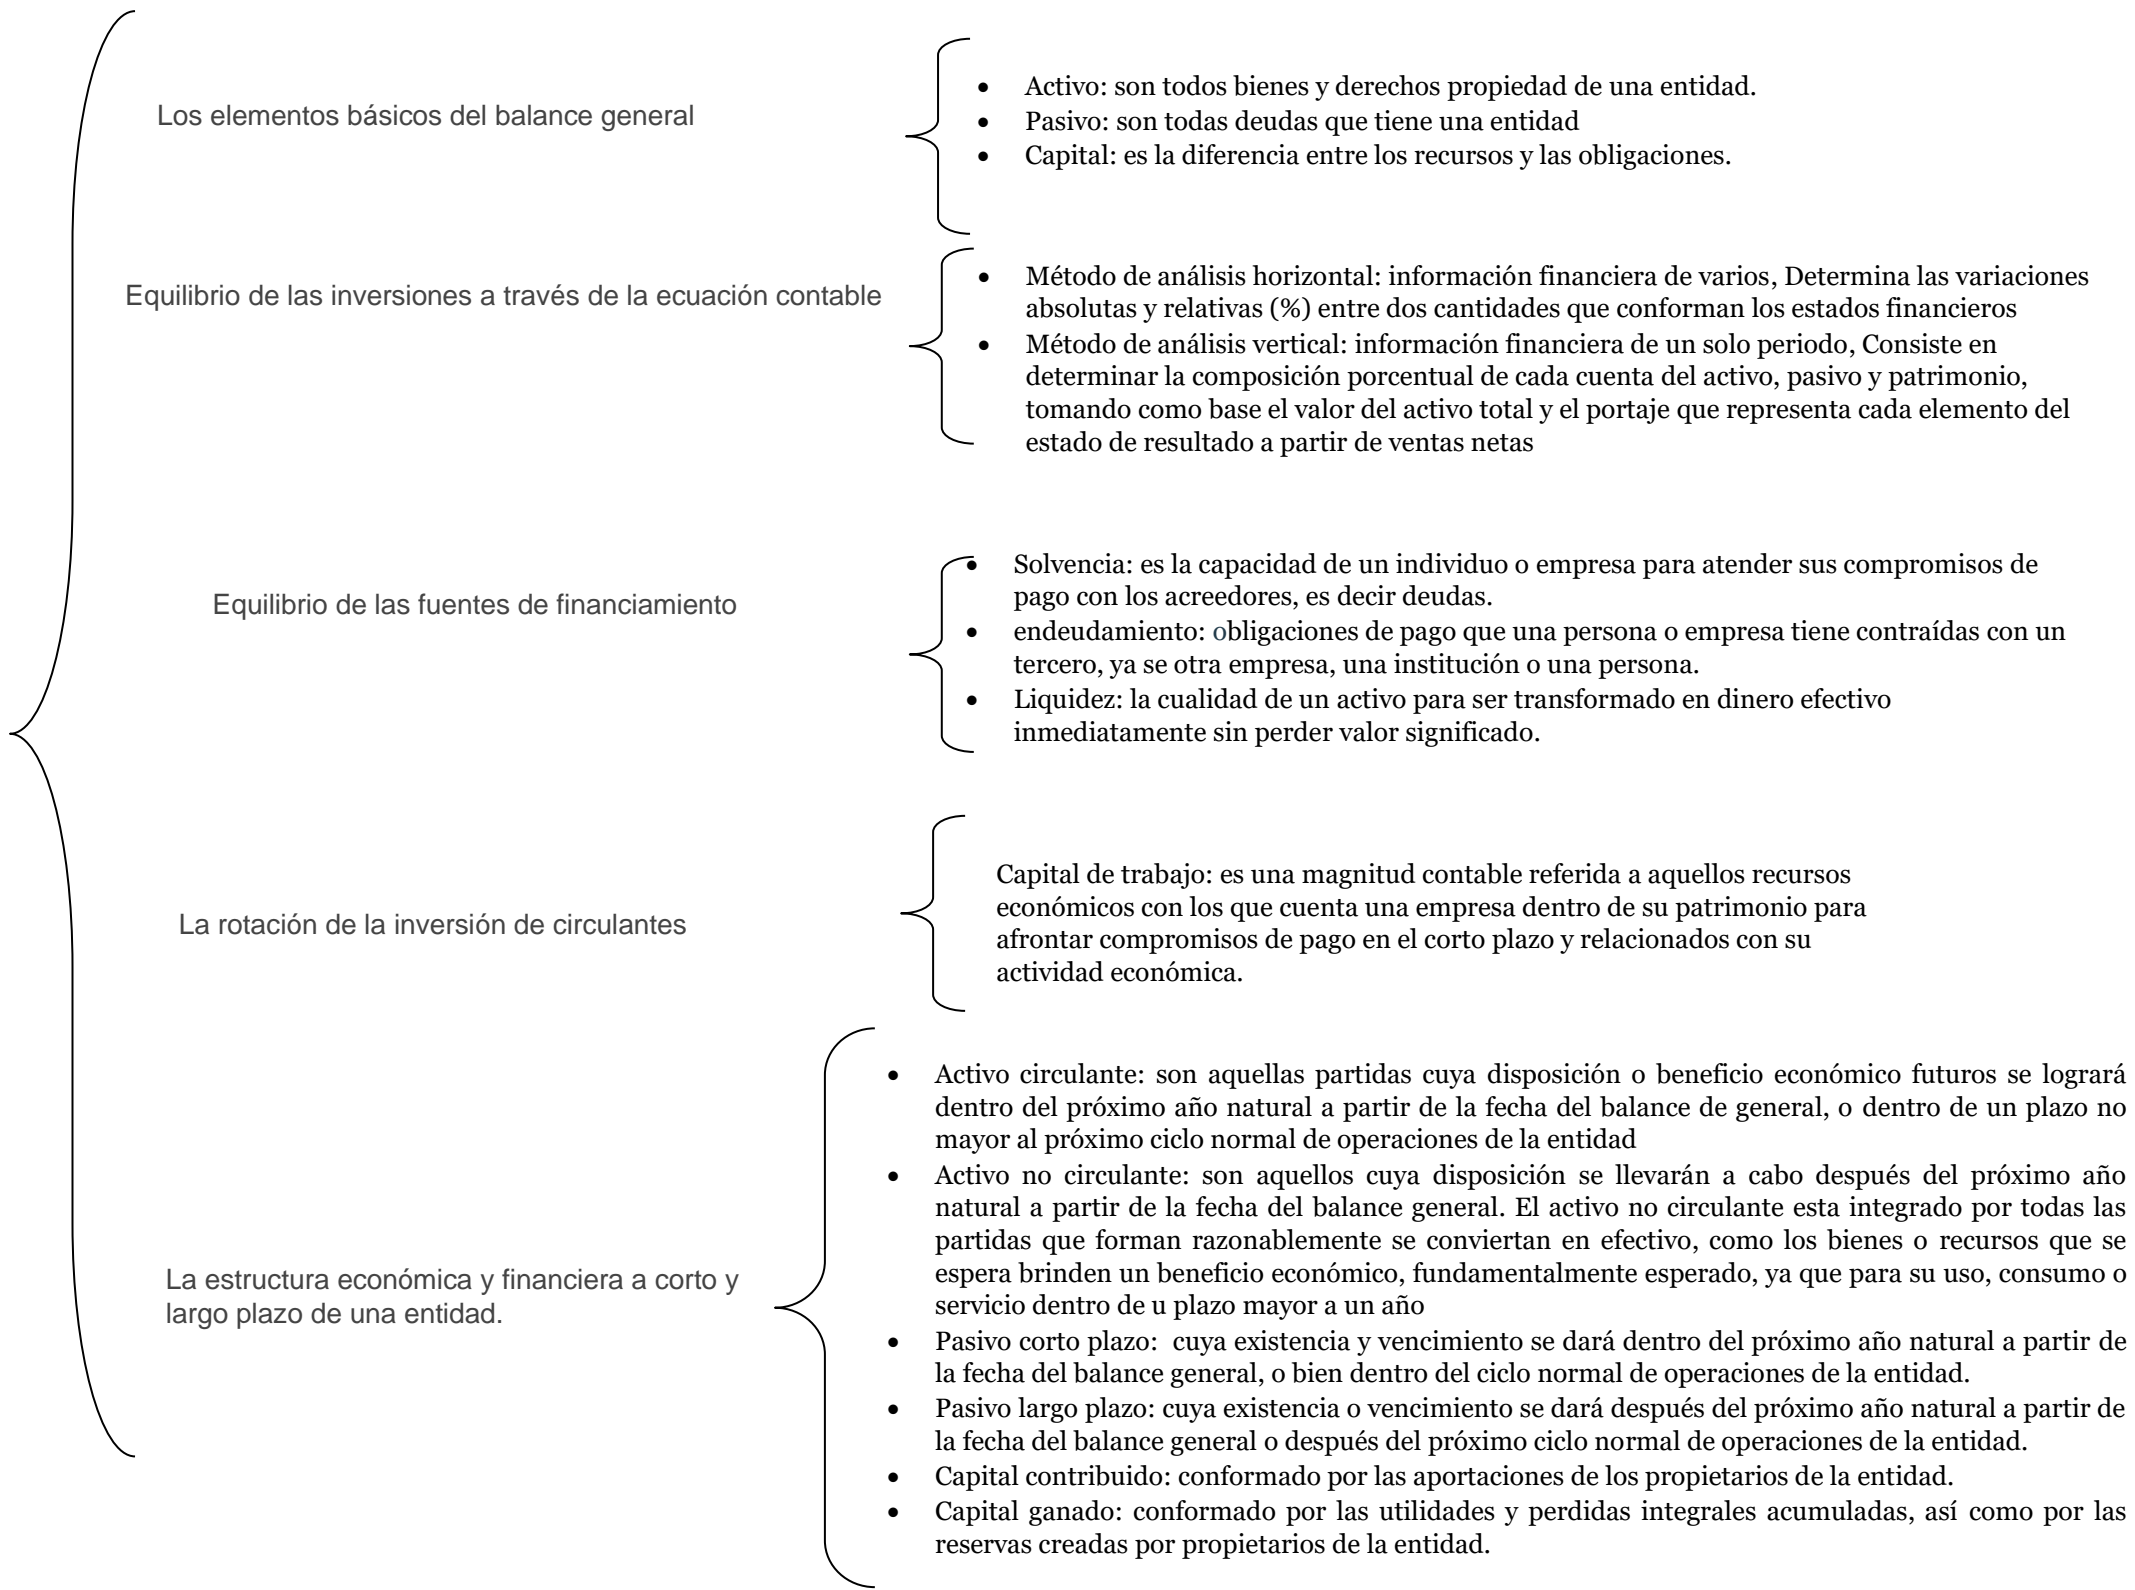 Los elementos básicos del balance general
• Activo: son todos bienes y derechos propiedad de una entidad.
• Pasivo: son todas deudas que tiene una entidad
• Capital: es la diferencia entre los recursos y las obligaciones.
Equilibrio de las inversiones a través de la ecuación contable
• Método de análisis horizontal: información financiera de varios, Determina las variaciones
absolutas y relativas (%) entre dos cantidades que conforman los estados financieros
• Método de análisis vertical: información financiera de un solo periodo, Consiste en
determinar la composición porcentual de cada cuenta del activo, pasivo y patrimonio,
tomando como base el valor del activo total y el portaje que representa cada elemento del
estado de resultado a partir de ventas netas
Equilibrio de las fuentes de financiamiento
• Solvencia: es la capacidad de un individuo o empresa para atender sus compromisos de
pago con los acreedores, es decir deudas.
• endeudamiento: obligaciones de pago que una persona o empresa tiene contraídas con un
tercero, ya se otra empresa, una institución o una persona.
• Liquidez: la cualidad de un activo para ser transformado en dinero efectivo
inmediatamente sin perder valor significado.
La rotación de la inversión de circulantes
Capital de trabajo: es una magnitud contable referida a aquellos recursos
económicos con los que cuenta una empresa dentro de su patrimonio para
afrontar compromisos de pago en el corto plazo y relacionados con su
actividad económica.
La estructura económica y financiera a corto y
largo plazo de una entidad.
• Activo circulante: son aquellas partidas cuya disposición o beneficio económico futuros se logrará
dentro del próximo año natural a partir de la fecha del balance de general, o dentro de un plazo no
mayor al próximo ciclo normal de operaciones de la entidad
• Activo no circulante: son aquellos cuya disposición se llevarán a cabo después del próximo año
natural a partir de la fecha del balance general. El activo no circulante esta integrado por todas las
partidas que forman razonablemente se conviertan en efectivo, como los bienes o recursos que se
espera brinden un beneficio económico, fundamentalmente esperado, ya que para su uso, consumo o
servicio dentro de u plazo mayor a un año
• Pasivo corto plazo: cuya existencia y vencimiento se dará dentro del próximo año natural a partir de
la fecha del balance general, o bien dentro del ciclo normal de operaciones de la entidad.
• Pasivo largo plazo: cuya existencia o vencimiento se dará después del próximo año natural a partir de
la fecha del balance general o después del próximo ciclo normal de operaciones de la entidad.
• Capital contribuido: conformado por las aportaciones de los propietarios de la entidad.
• Capital ganado: conformado por las utilidades y perdidas integrales acumuladas, así como por las
reservas creadas por propietarios de la entidad.